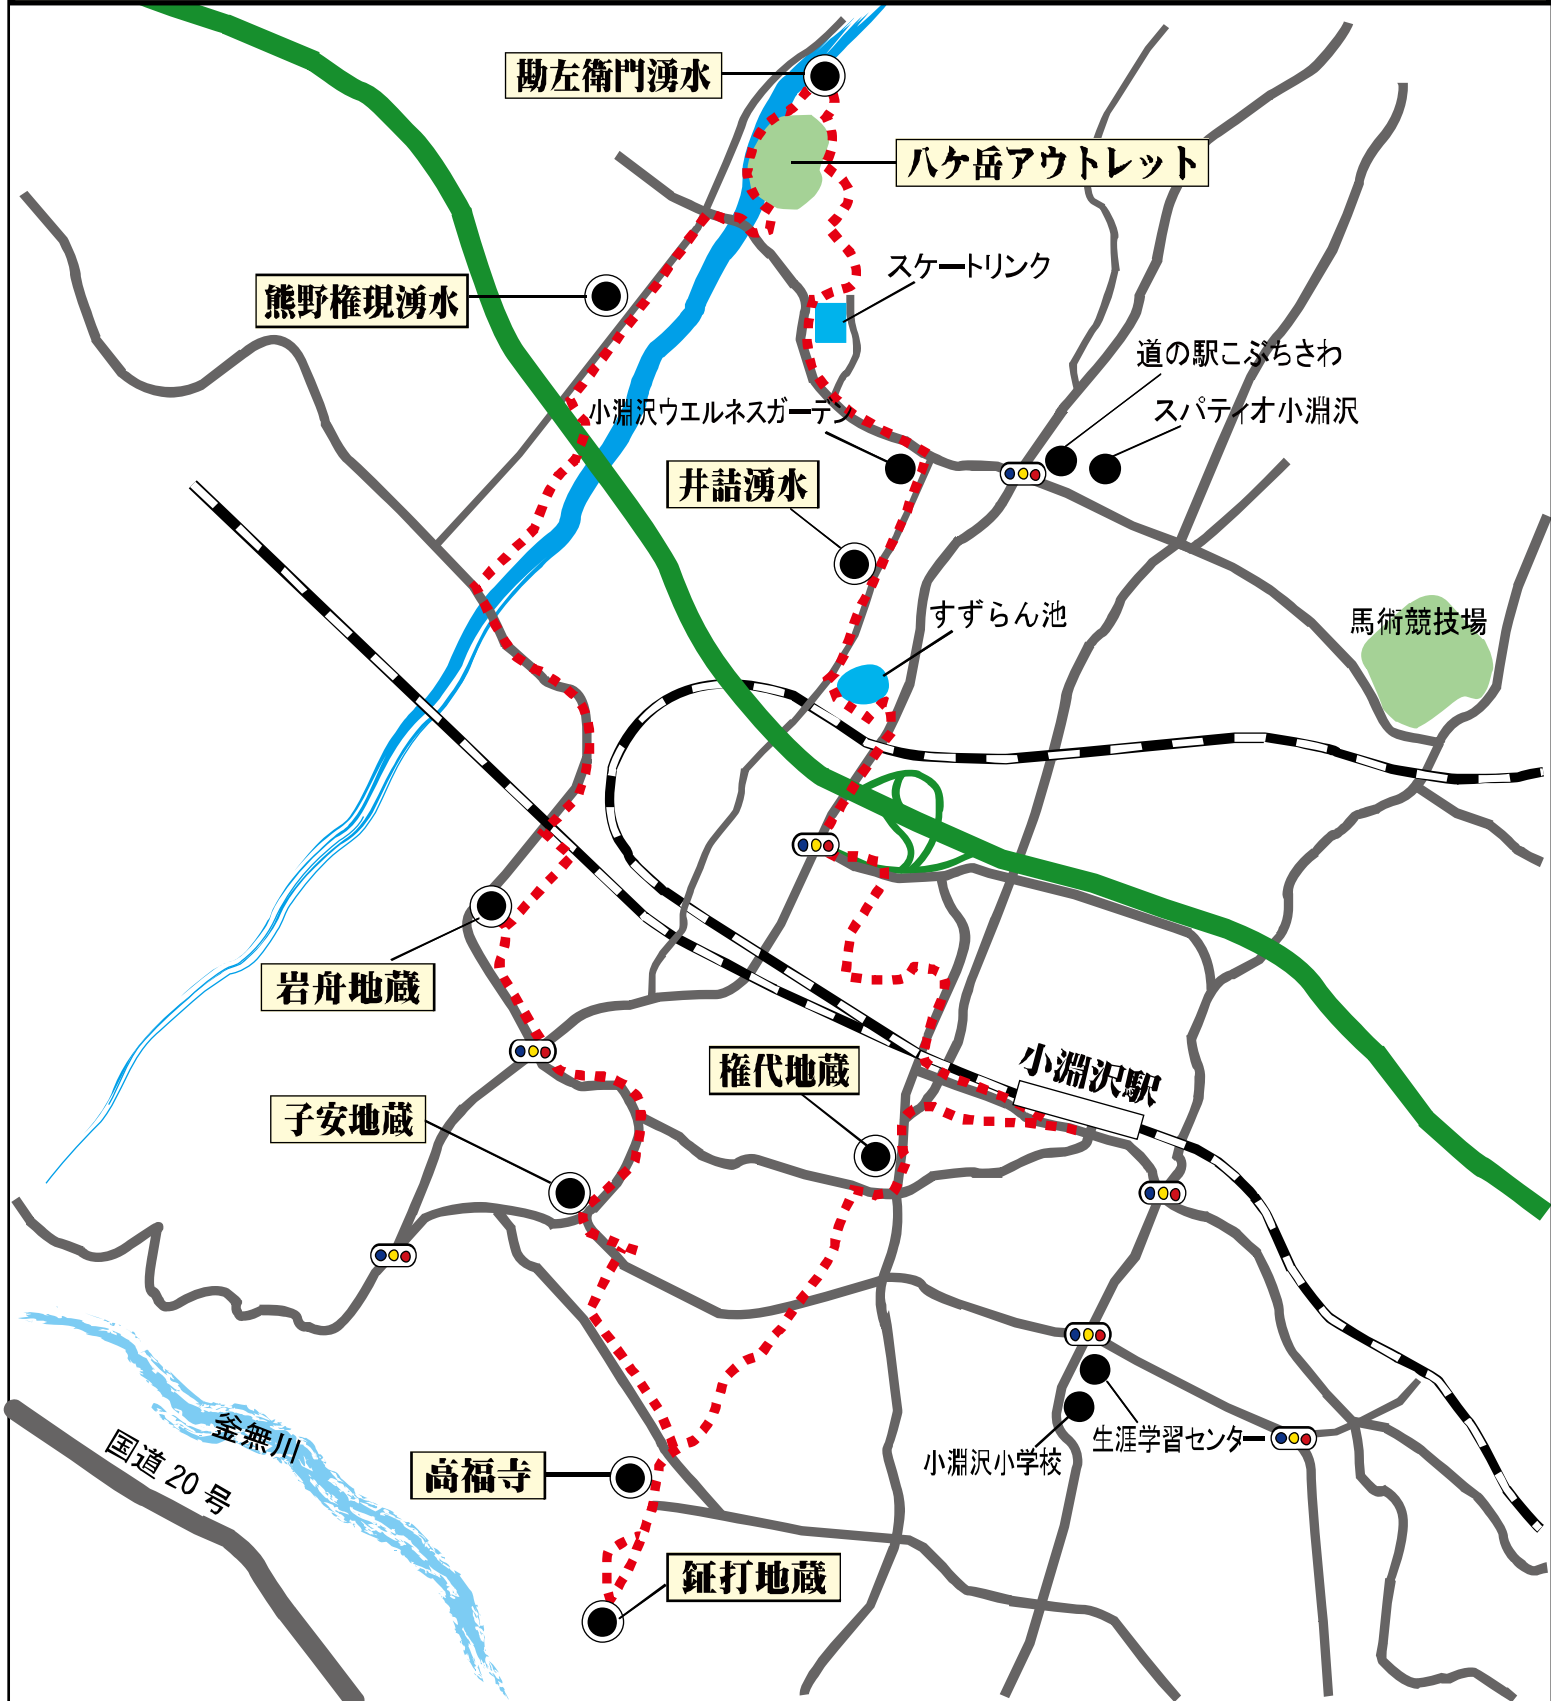 勘左衛門湧水
八ケ岳アウトレット
スケートリンク
熊野権現湧水
道の駅こぶちさわ
スパティオ小淵沢
小淵沢ウエルネスガーデン
井詰湧水
すずらん池
馬術競技場
岩舟地蔵
小淵沢駅
権代地蔵
子安地蔵
釜無川
国道20号
生涯学習センター
小淵沢小学校
高福寺
鉦打地蔵